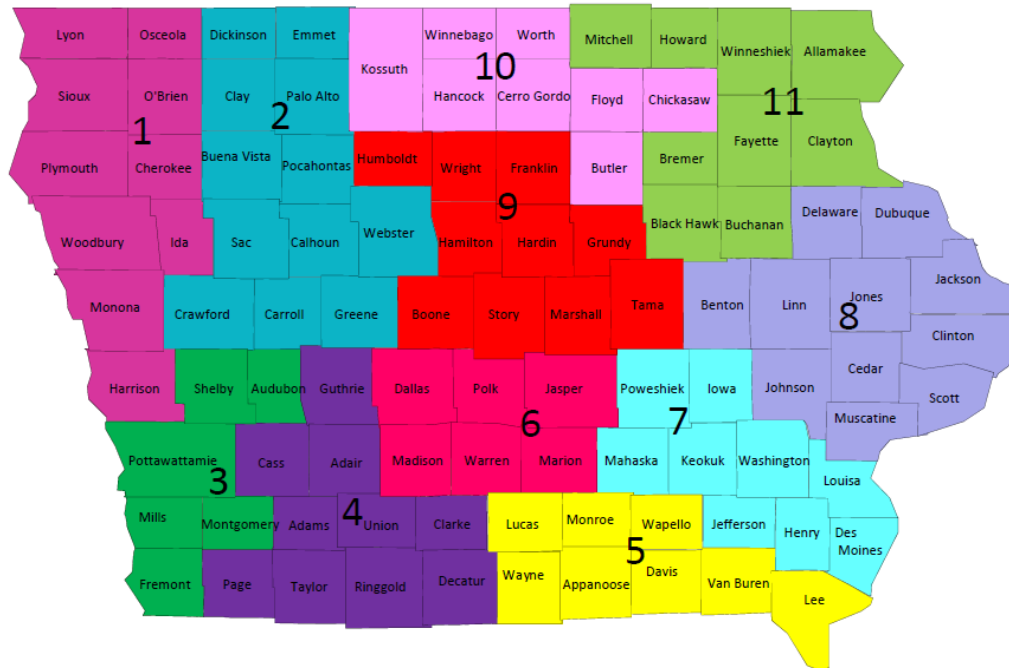 Lyon
Osceola
Dickinson
Emmet
Kossuth
Winnebago
Worth
Mitchell
Howard
Winneshiek
Allamakee
10
Sioux
O'Brien
Clay
Palo Alto
Hancock
Cerro Gordo
Floyd
Chickasaw
11
1
2
Plymouth
Cherokee
Buena Vista
Pocahontas
Humboldt
Wright
Franklin
Butler
Bremer
Fayette
Clayton
9
Woodbury
Ida
Sac
Calhoun
Webster
Hamilton
Hardin
Grundy
Black Hawk
Buchanan
Delaware
Dubuque
Monona
Crawford
Carroll
Greene
Boone
Story
Marshall
Tama
Benton
Linn
Jones
Jackson
8
Clinton
Harrison
Shelby
Audubon
Guthrie
Dallas
Polk
Jasper
Poweshiek
Iowa
Johnson
Cedar
Scott
6
7
Muscatine
Pottawattamie
3
Cass
Adair
Madison
Warren
Marion
Mahaska
Keokuk
Washington
Louisa
Mills
Montgomery
Adams
4
Union
Clarke
Lucas
Monroe
Wapello
Jefferson
Henry
Des
Moines
5
Fremont
Page
Taylor
Ringgold
Decatur
Wayne
Appanoose
Davis
Van Buren
Lee